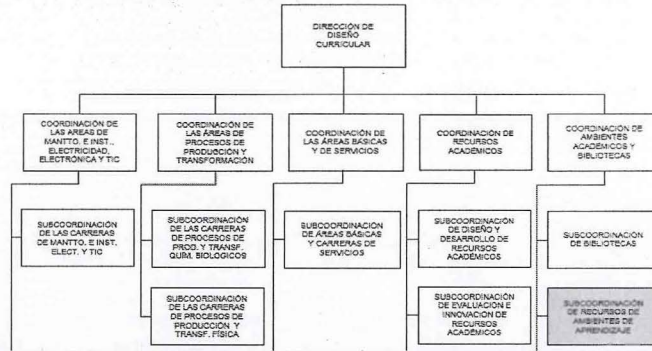 DIRECCIÓN DE
DISEÑO
CURRICULAR
COORDINACIÓN DE
LAS AREAS DE
MANTTO. E INST.,
ELECTRICIDAD,
ELECTRÓNICA Y TIC
COORDINACIÓN DE
LAS ÁREAS DE
PROCESOS DE
PRODUCCIÓN Y
TRANSFORMACIÓN
COORDINACIÓN DE
LAS ÁREAS BÁSICAS
Y DE SERVICIOS
COORDINACIÓN DE
RECURSOS
ACADÉMICOS
COORDINACIÓN DE
AMBIENTES
ACADÉMICOS Y
BIBLIOTECAS
SUBCOORDINACIÓN
DE LAS CARRERAS
DE MANTTO. E INST.
ELECT. Y TIC
SUBCOORDINACIÓN
DE LAS CARRERAS
DE PROCESOS DE
PROD. Y TRANSF.
QUIM. BIOLOGICOS
SUBCOORDINACIÓN
DE ÁREAS BÁSICAS
Y CARRERAS DE
SERVICIOS
SUBCOORDINACIÓN
DE DISEÑO Y
DESARROLLO DE
RECURSOS
ACADÉMICOS
SUBCOORDINACIÓN
DE BIBLIOTECAS
SUBCOORDINACIÓN
DE LAS CARRERAS
DE PROCESOS DE
PRODUCCIÓN Y
TRANSF. FÍSICA
SUBCOORDINACIÓN
DE EVALUACIÓN E
INNOVACION DE
RECURSOS
ACADÉMICOS
SUBCOORDINACIÓN
DE RECURSOS DE
AMBIENTES DE
APRENDIZAJE